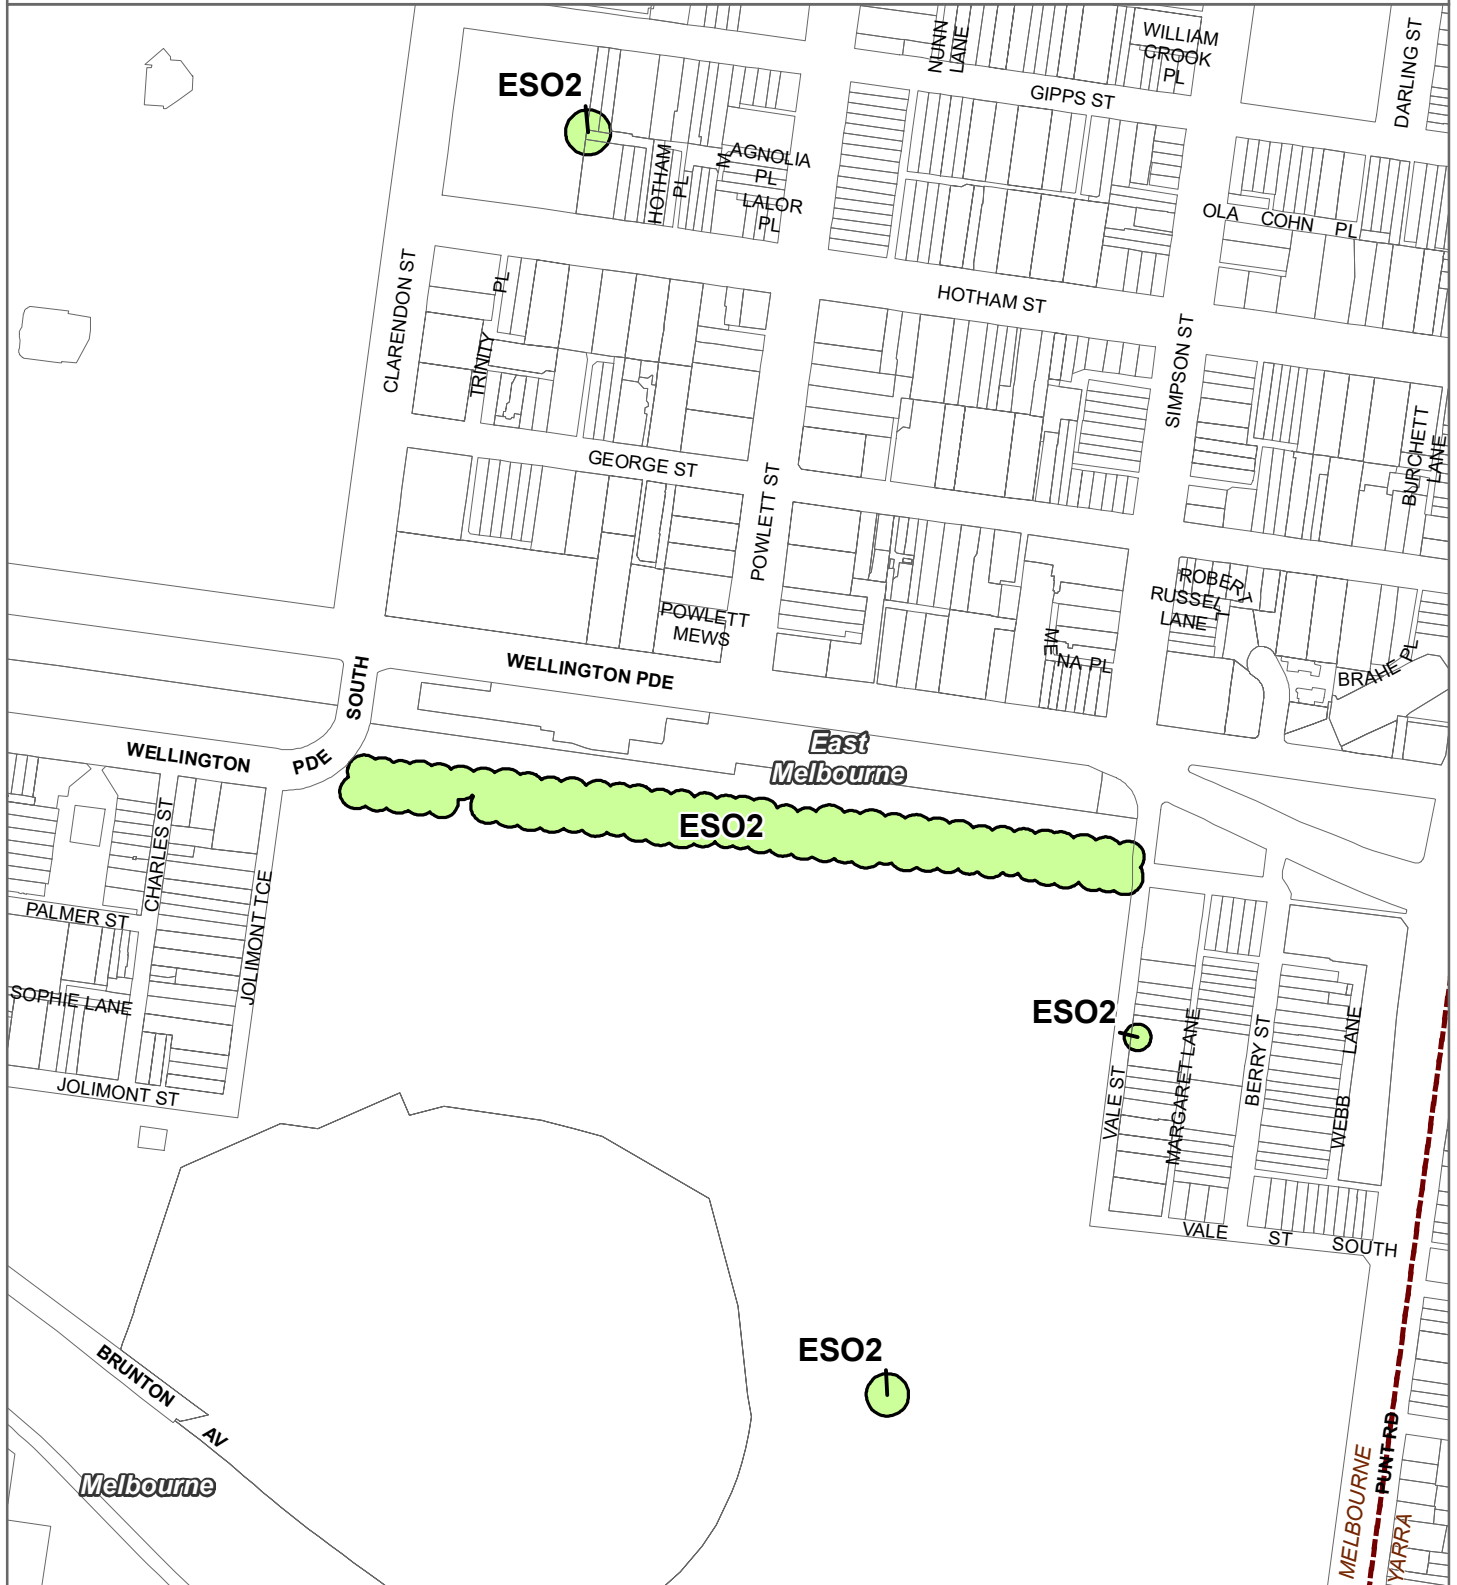 NUNN
LANE
WILLIAM
CROOK
PL
DARLING ST
GIPPS ST
ESO2
HOTHAM
PL
M
AGNOLIA
PL
LALOR
PL
OLA COHN PL
CLARENDON ST
TRINITY
PL
HOTHAM ST
SIMPSON ST
BURCHETT
LANE
GEORGE ST
POWLETT ST
POWLETT
MEWS
ROBERT
RUSSELL
LANE
MENA PL
BRAHE PL
WELLINGTON PDE
SOUTH
WELLINGTON
PDE
East
Melbourne
ESO2
CHARLES ST
PALMER ST
JOLIMONT TCE
SOPHIE LANE
JOLIMONT ST
ESO2
VALE ST
MARGARET LANE
BERRY ST
WEBB LANE
VALE ST SOUTH
ESO2
BRUNTON AV
Melbourne
MELBOURNE
PUNT RD
YARRA